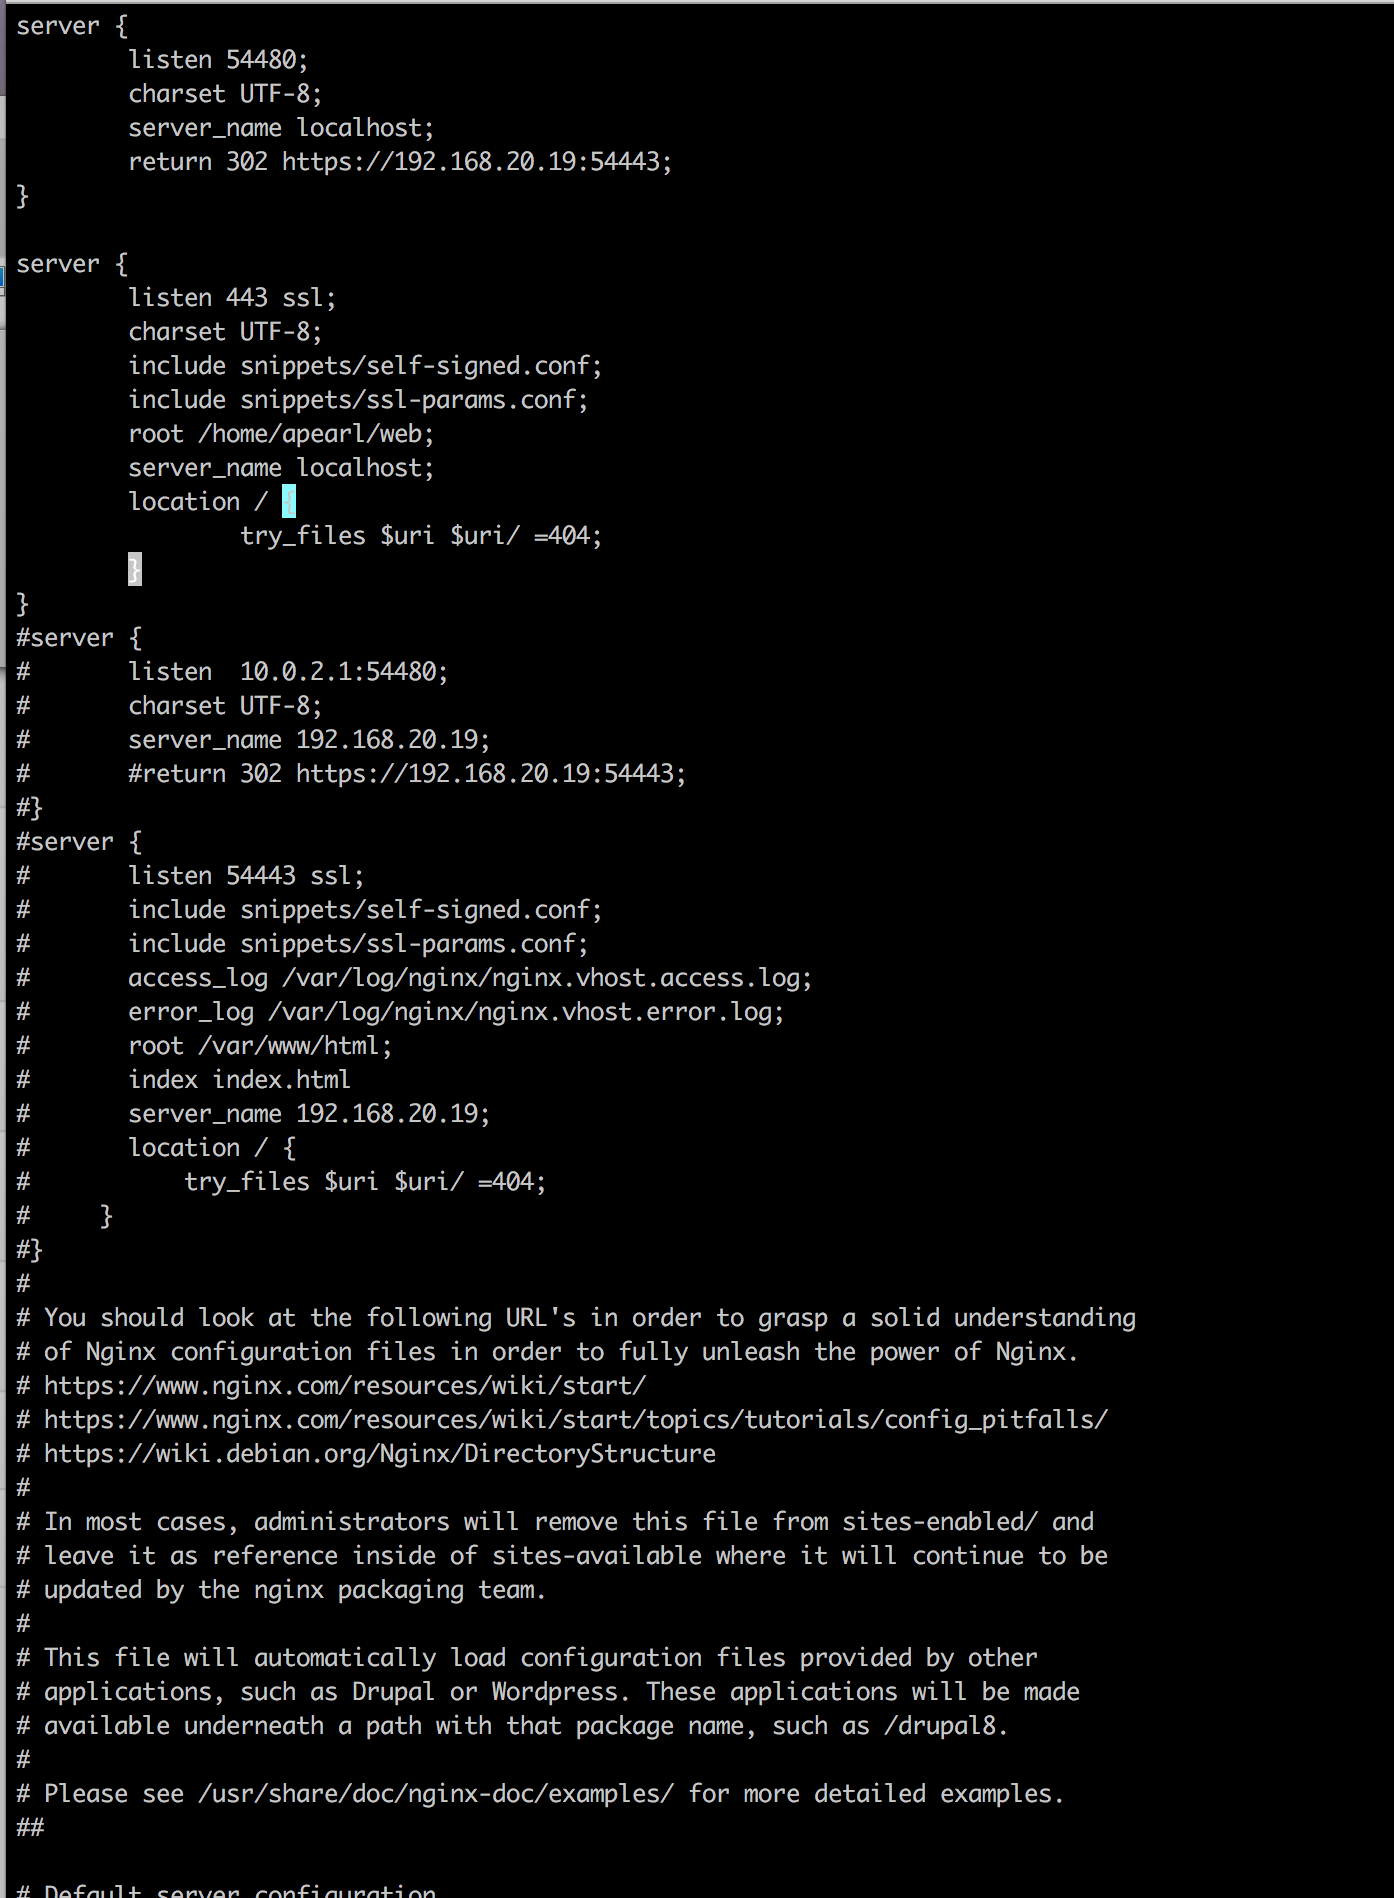 server {
        listen 54480;
        charset UTF-8;
        server_name localhost;
        return 302 https://192.168.20.19:54443;
}

server {
        listen 443 ssl;
        charset UTF-8;
        include snippets/self-signed.conf;
        include snippets/ssl-params.conf;
        root /home/apearl/web;
        server_name localhost;
        location / {
                try_files $uri $uri/ =404;
        }
}
#server {
#       listen  10.0.2.1:54480;
#       charset UTF-8;
#       server_name 192.168.20.19;
#       #return 302 https://192.168.20.19:54443;
#}
#server {
#       listen 54443 ssl;
#       include snippets/self-signed.conf;
#       include snippets/ssl-params.conf;
#       access_log /var/log/nginx/nginx.vhost.access.log;
#       error_log /var/log/nginx/nginx.vhost.error.log;
#       root /var/www/html;
#       index index.html
#       server_name 192.168.20.19;
#       location / {
#           try_files $uri $uri/ =404;
#     }
#}
#
# You should look at the following URL's in order to grasp a solid understanding
# of Nginx configuration files in order to fully unleash the power of Nginx.
# https://www.nginx.com/resources/wiki/start/
# https://www.nginx.com/resources/wiki/start/topics/tutorials/config_pitfalls/
# https://wiki.debian.org/Nginx/DirectoryStructure
#
# In most cases, administrators will remove this file from sites-enabled/ and
# leave it as reference inside of sites-available where it will continue to be
# updated by the nginx packaging team.
#
# This file will automatically load configuration files provided by other
# applications, such as Drupal or Wordpress. These applications will be made
# available underneath a path with that package name, such as /drupal8.
#
# Please see /usr/share/doc/nginx-doc/examples/ for more detailed examples.
##

# Default server configuration